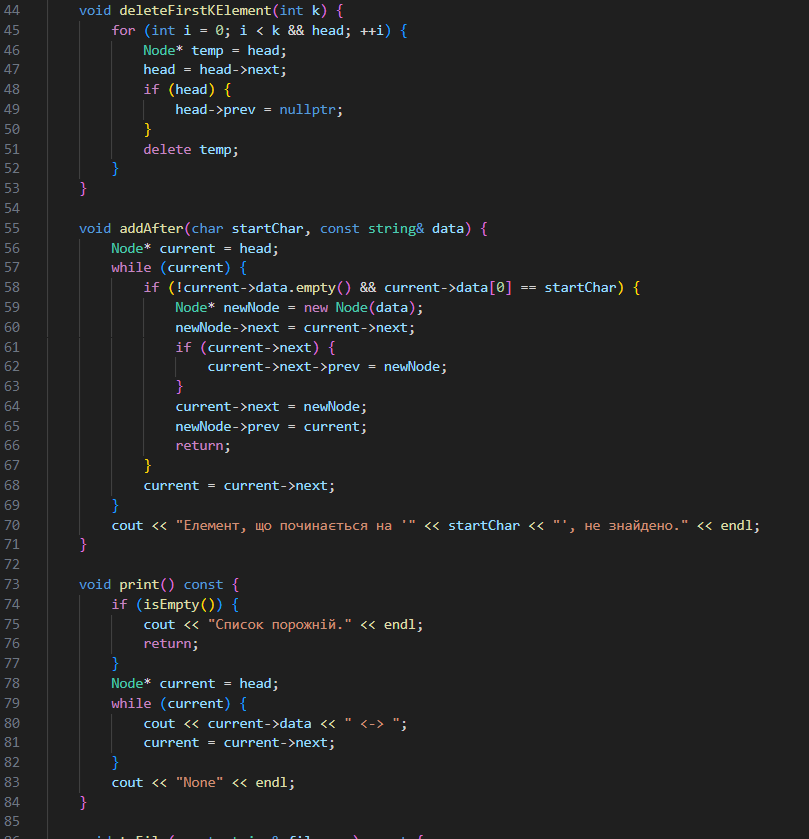 44 void deleteFirstKElement(int k) {
45 for (int i = 0; i < k && head; ++i) {
46 Node* temp = head;
47 head = head->next;
48 if (head) {
49 head->prev = nullptr;
50 }
51 delete temp;
52 }
53 }
54
55 void addAfter(char startChar, const string& data) {
56 Node* current = head;
57 while (current) {
58 if (!current->data.empty() && current->data[0] == startChar) {
59 Node* newNode = new Node(data);
60 newNode->next = current->next;
61 if (current->next) {
62 current->next->prev = newNode;
63 }
64 current->next = newNode;
65 newNode->prev = current;
66 return;
67 }
68 current = current->next;
69 }
70 cout << "Елемент, що починається на '" << startChar << "', не знайдено." << endl;
71 }
72
73 void print() const {
74 if (isEmpty()) {
75 cout << "Список порожній." << endl;
76 return;
77 }
78 Node* current = head;
79 while (current) {
80 cout << current->data << " <-> ";
81 current = current->next;
82 }
83 cout << "None" << endl;
84 }
85